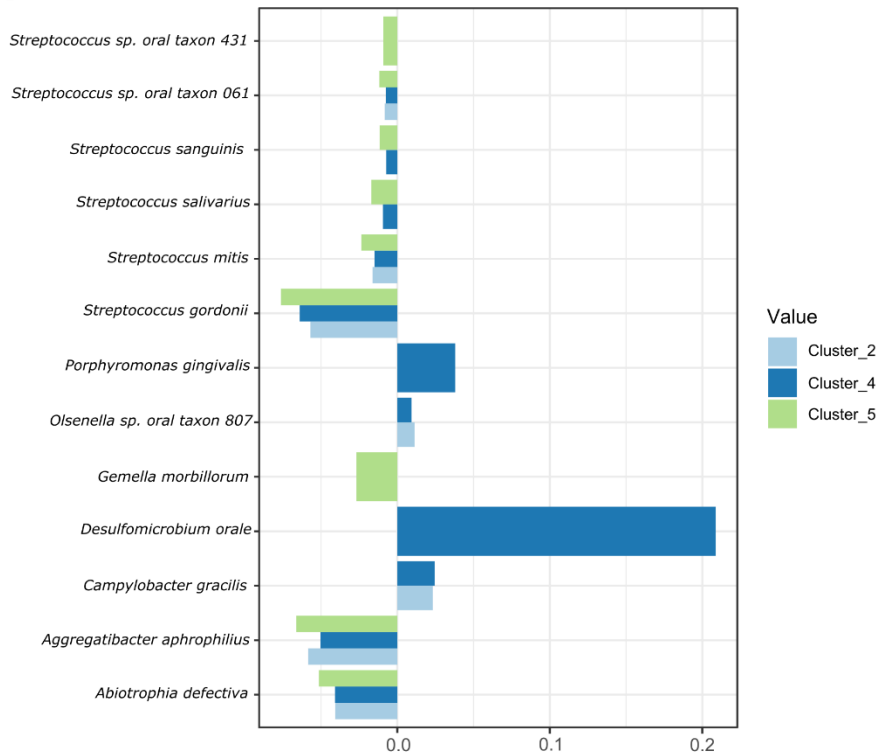 Streptococcus sp. oral taxon 431
Streptococcus sp. oral taxon 061
Streptococcus sanguinis
Streptococcus salivarius
Streptococcus mitis
Streptococcus gordonii
Porphyromonas gingivalis
Olsenella sp. oral taxon 807
Gemella morbillorum
Desulfomicrobium orale
Campylobacter gracilis
Aggregatibacter aphrophilius
Abiotrophia defectiva
0.0 0.1 0.2
Value
Cluster_2
Cluster_4
Cluster_5